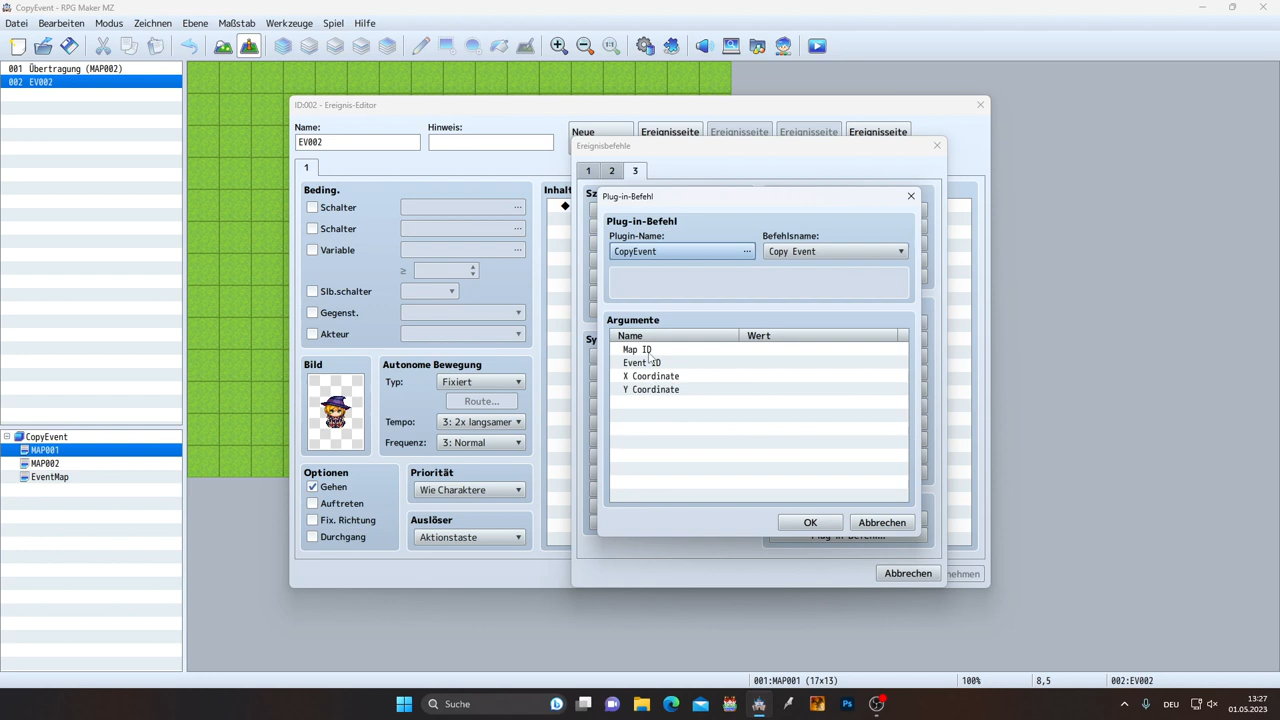 CopyEvent - RPG Maker MZ
Datei Bearbeiten Modus Zeichnen Ebene Maßstab Werkzeuge Spiel Hilfe
001 Übertragung (MAP002)
002 EV002
ID:002 - Ereignis-Editor
Name: Hinweis:
EV002
Neue Ereignisseite Ereignisseite Ereignisseite Ereignisseite
Ereignisbefehle
1
1 2 3
Beding.
Inhalt
Schalter
Schalter
Variable
≥
Slb.schalter
Gegenst.
Akteur
Plug-in-Befehl
Plug-in-Befehl
Plugin-Name: Befehlsname:
CopyEvent Copy Event
Argumente
Name Wert
Map ID
Event ID
X Coordinate
Y Coordinate
OK Abbrechen
Abbrechen
Bild
Autonome Bewegung
Typ: Fixiert
Route...
Tempo: 3: 2x langsamer
Frequenz: 3: Normal
Optionen
Gehen
Auftreten
Fix. Richtung
Durchgang
Priorität
Wie Charaktere
Auslöser
Aktionstaste
CopyEvent
MAP001
MAP002
EventMap
001:MAP001 (17×13) 100% 8,5 002:EV002
Suche
DEU
13:27
01.05.2023